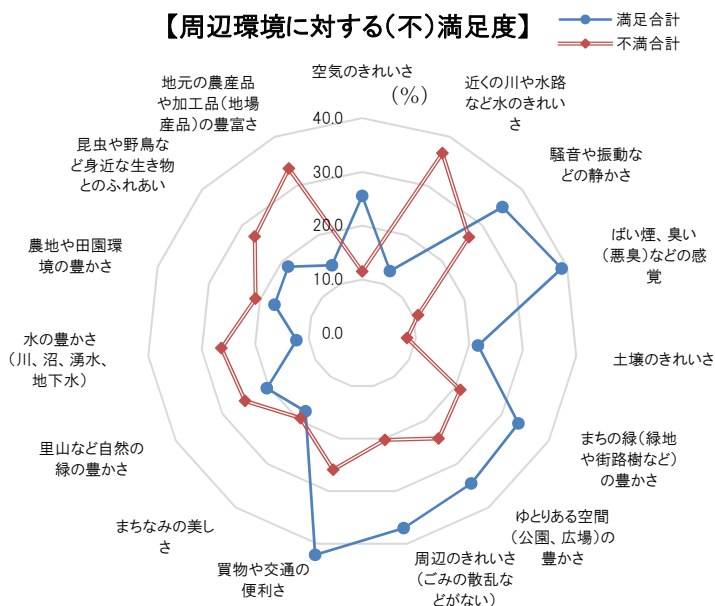 【周辺環境に対する(不)満足度】
満足合計
不満合計
空気のきれいさ
(%)
近くの川や水路
など水のきれい
さ
騒音や振動な
どの静かさ
ばい煙、臭い
(悪臭)などの感
覚
土壌のきれいさ
まちの緑(緑地
や街路樹など)
の豊かさ
ゆとりある空間
(公園、広場)の
豊かさ
周辺のきれいさ
(ごみの散乱な
どがない)
買物や交通の
便利さ
まちなみの美し
さ
里山など自然の
緑の豊かさ
水の豊かさ
(川、沼、湧水、
地下水)
農地や田園環
境の豊かさ
昆虫や野鳥な
ど身近な生き物
とのふれあい
地元の農産品
や加工品(地場
産品)の豊富さ
40.0
30.0
20.0
10.0
0.0